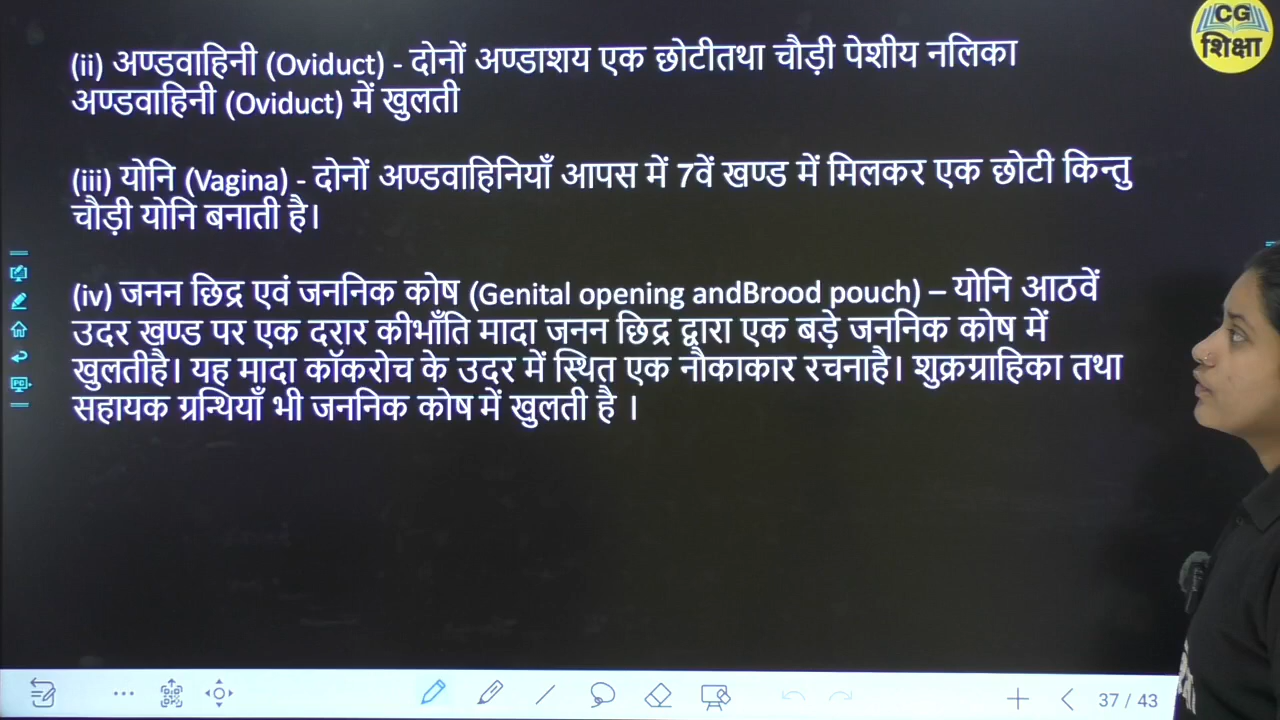 CG
शिक्षा
(ii) अण्डवाहिनी (Oviduct) - दोनों अण्डाशय एक छोटीतथा चौड़ी पेशीय नलिका
अण्डवाहिनी (Oviduct) में खुलती
(iii) योनि (Vagina) - दोनों अण्डवाहिनियाँ आपस में 7वें खण्ड में मिलकर एक छोटी किन्तु
चौड़ी योनि बनाती है।
(iv) जनन छिद्र एवं जननिक कोष (Genital opening andBrood pouch) – योनि आठवें
उदर खण्ड पर एक दरार कीभाँति मादा जनन छिद्र द्वारा एक बड़े जननिक कोष में
खुलतीहै। यह मादा कॉकरोच के उदर में स्थित एक नौकाकार रचनाहै। शुक्रग्राहिका तथा
सहायक ग्रन्थियाँ भी जननिक कोष में खुलती है ।
37 / 43